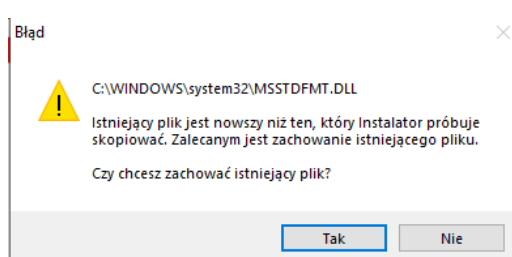 Błąd
C:\WINDOWS\system32\MSSTDFMT.DLL
Istniejący plik jest nowszy niż ten, który Instalator próbuje
skopiować. Zalecanym jest zachowanie istniejącego pliku.
Czy chcesz zachować istniejący plik?
Tak
Nie